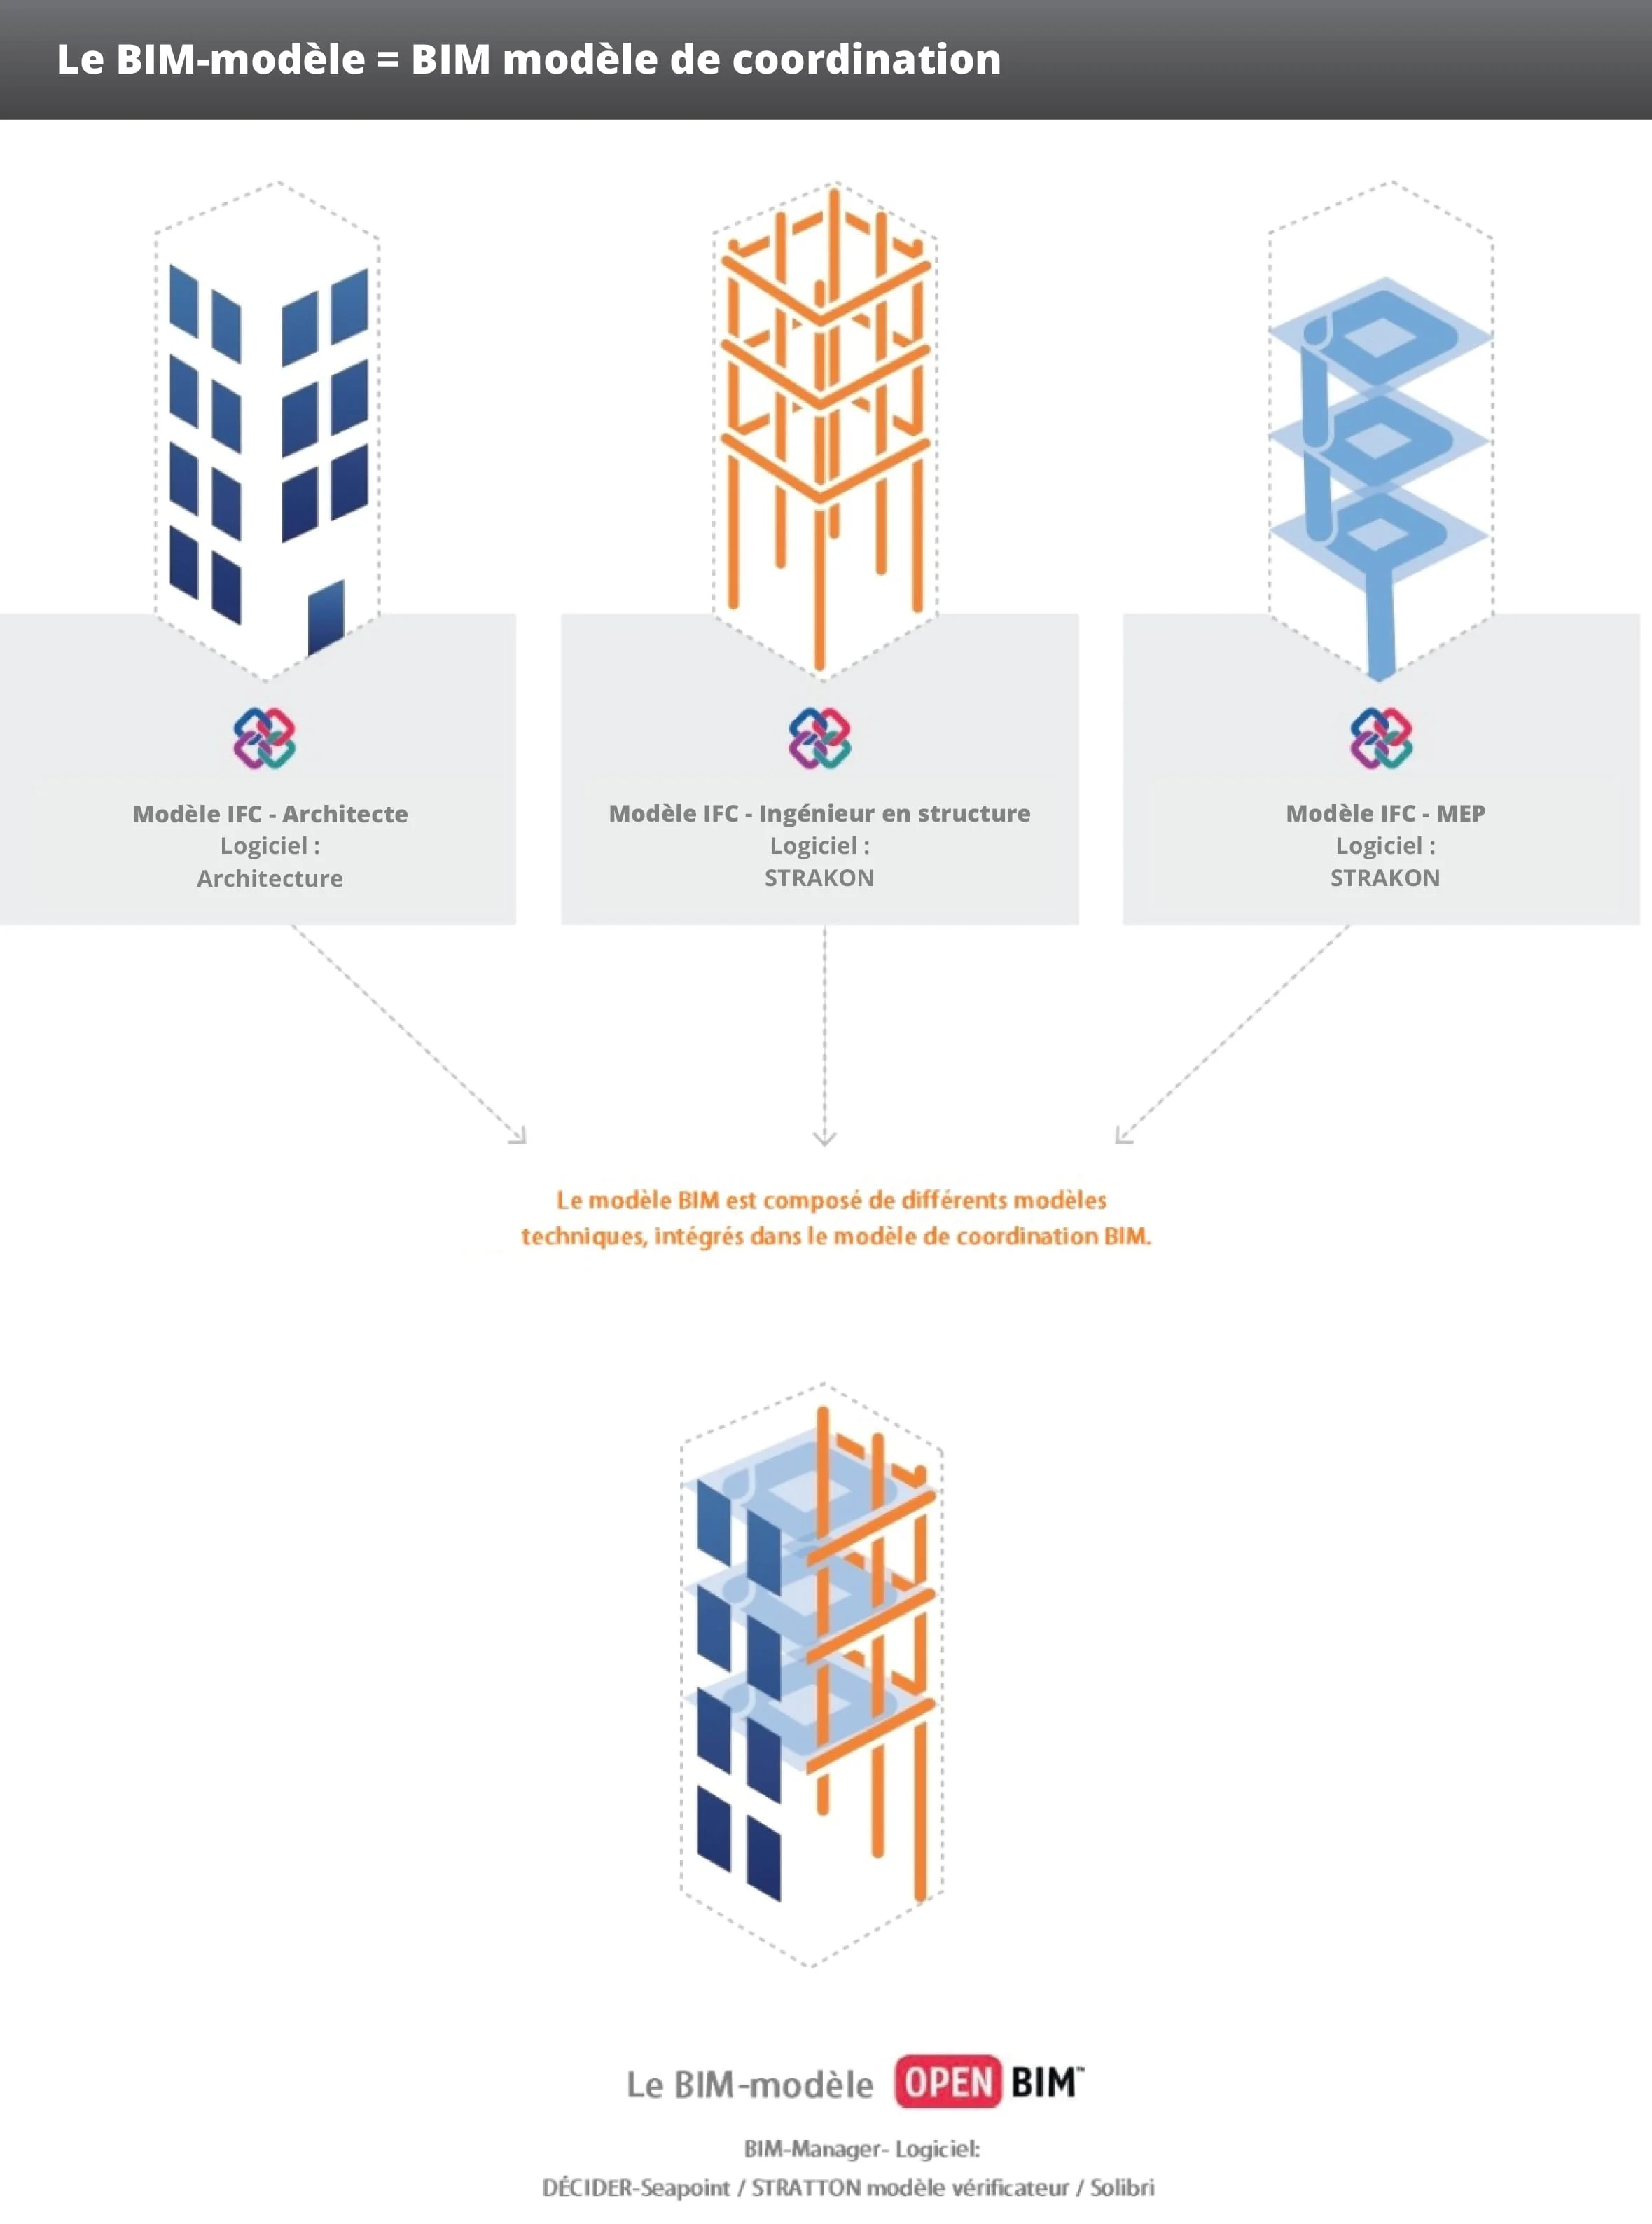 Le BIM-modèle = BIM modèle de coordination
Modèle IFC - Architecte
Logiciel :
Architecture
Modèle IFC - Ingénieur en structure
Logiciel :
STRAKON
Modèle IFC - MEP
Logiciel :
STRAKON
Le modèle BIM est composé de différents modèles
techniques, intégrés dans le modèle de coordination BIM.
Le BIM-modèle OPEN BIM™
BIM-Manager- Logiciel:
DÉCIDER-Seapoint / STRATTON modèle vérificateur / Solibri